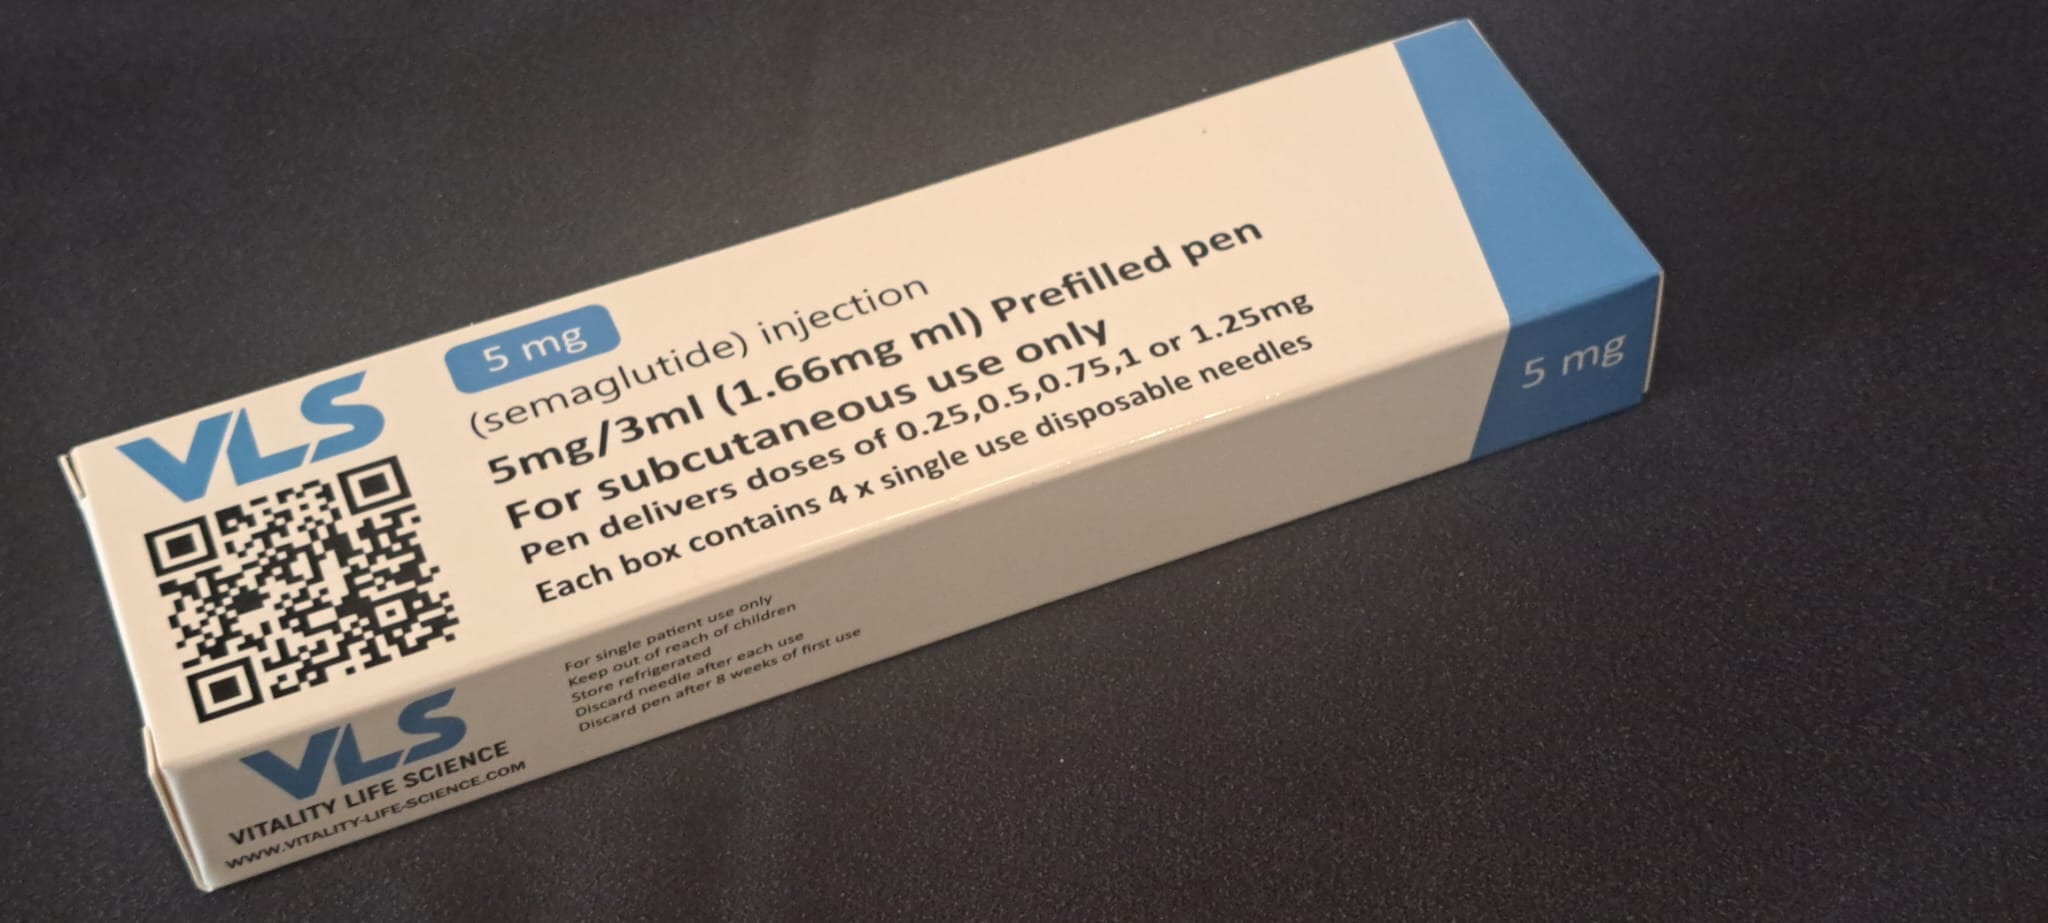 VLS
5 mg
(semaglutide) injection
5mg/3ml (1.66mg ml) Prefilled pen
For subcutaneous use only
Pen delivers doses of 0.25,0.5,0.75,1 or 1.25mg
Each box contains 4 x single use disposable needles
5 mg
VLS
VITALITY LIFE SCIENCE
WWW.VITALITY-LIFE-SCIENCE.COM
For single patient use only
Keep out of reach of children
Store refrigerated
Discard needle after each use
Discard pen after 8 weeks of first use